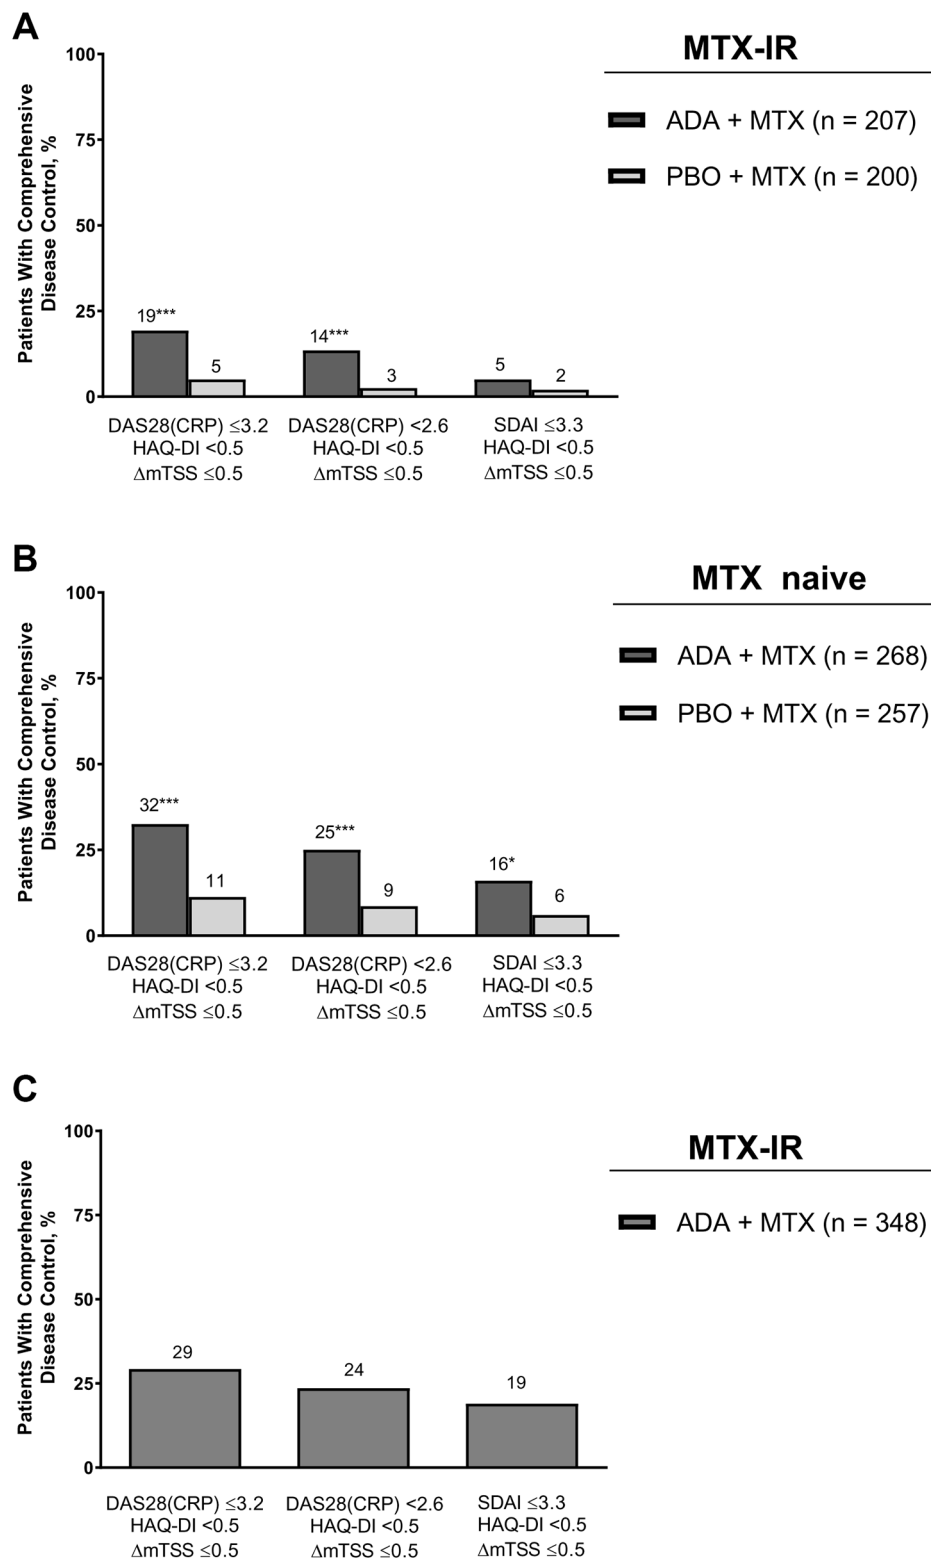 A
MTX-IR
ADA + MTX (n = 207)
PBO + MTX (n = 200)
Patients With Comprehensive
Disease Control, %
100
75
50
25
0
19***
5
14***
3
5
2
DAS28(CRP) ≤3.2
HAQ-DI <0.5
ΔmTSS ≤0.5
DAS28(CRP) <2.6
HAQ-DI <0.5
ΔmTSS ≤0.5
SDAI ≤3.3
HAQ-DI <0.5
ΔmTSS ≤0.5
B
MTX naive
ADA + MTX (n = 268)
PBO + MTX (n = 257)
Patients With Comprehensive
Disease Control, %
100
75
50
25
0
32***
11
25***
9
16*
6
DAS28(CRP) ≤3.2
HAQ-DI <0.5
ΔmTSS ≤0.5
DAS28(CRP) <2.6
HAQ-DI <0.5
ΔmTSS ≤0.5
SDAI ≤3.3
HAQ-DI <0.5
ΔmTSS ≤0.5
C
MTX-IR
ADA + MTX (n = 348)
Patients With Comprehensive
Disease Control, %
100
75
50
25
0
29
24
19
DAS28(CRP) ≤3.2
HAQ-DI <0.5
ΔmTSS ≤0.5
DAS28(CRP) <2.6
HAQ-DI <0.5
ΔmTSS ≤0.5
SDAI ≤3.3
HAQ-DI <0.5
ΔmTSS ≤0.5